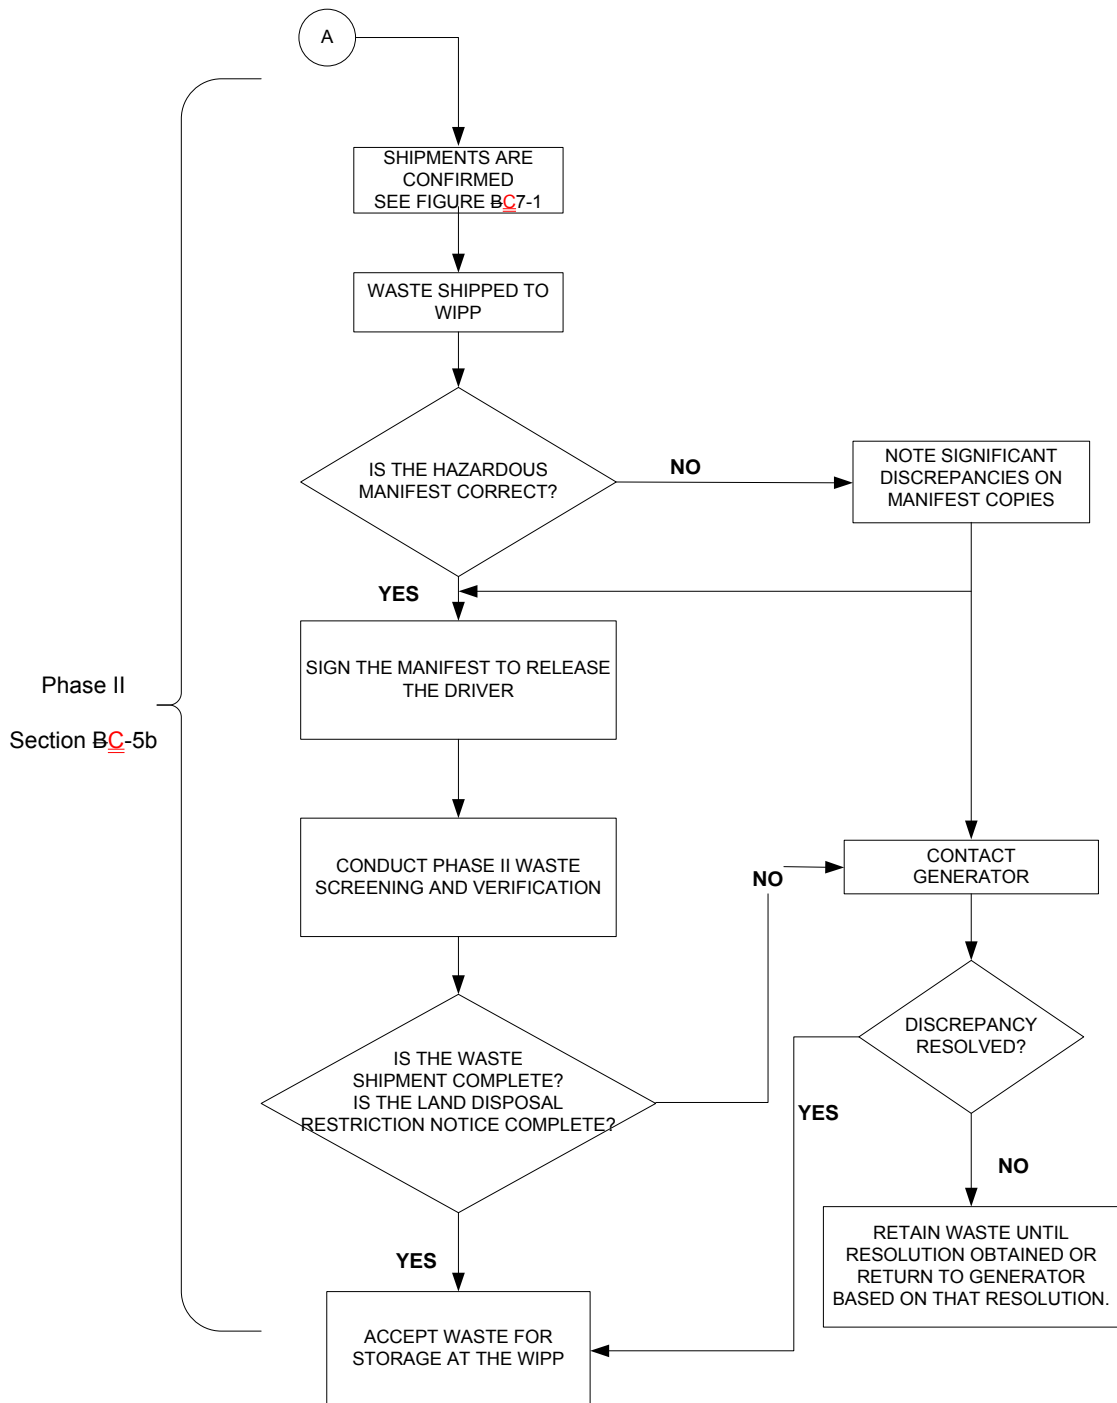 A
SHIPMENTS ARE
CONFIRMED
SEE FIGURE BC7-1
WASTE SHIPPED TO
WIPP
IS THE HAZARDOUS
MANIFEST CORRECT?
NO
NOTE SIGNIFICANT
DISCREPANCIES ON
MANIFEST COPIES
YES
SIGN THE MANIFEST TO RELEASE
THE DRIVER
Phase II
Section BC-5b
CONDUCT PHASE II WASTE
SCREENING AND VERIFICATION
NO
CONTACT
GENERATOR
IS THE WASTE
SHIPMENT COMPLETE?
IS THE LAND DISPOSAL
RESTRICTION NOTICE COMPLETE?
DISCREPANCY
RESOLVED?
YES
NO
YES
RETAIN WASTE UNTIL
RESOLUTION OBTAINED OR
RETURN TO GENERATOR
BASED ON THAT RESOLUTION.
ACCEPT WASTE FOR
STORAGE AT THE WIPP